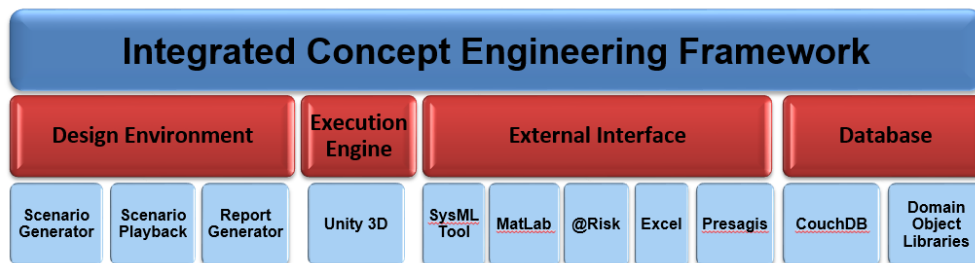 Integrated Concept Engineering Framework
Design Environment
Execution
Engine
External Interface
Database
Scenario
Generator
Scenario
Playback
Report
Generator
Unity 3D
SysML
Tool
MatLab
@Risk
Excel
Presagis
CouchDB
Domain
Object
Libraries